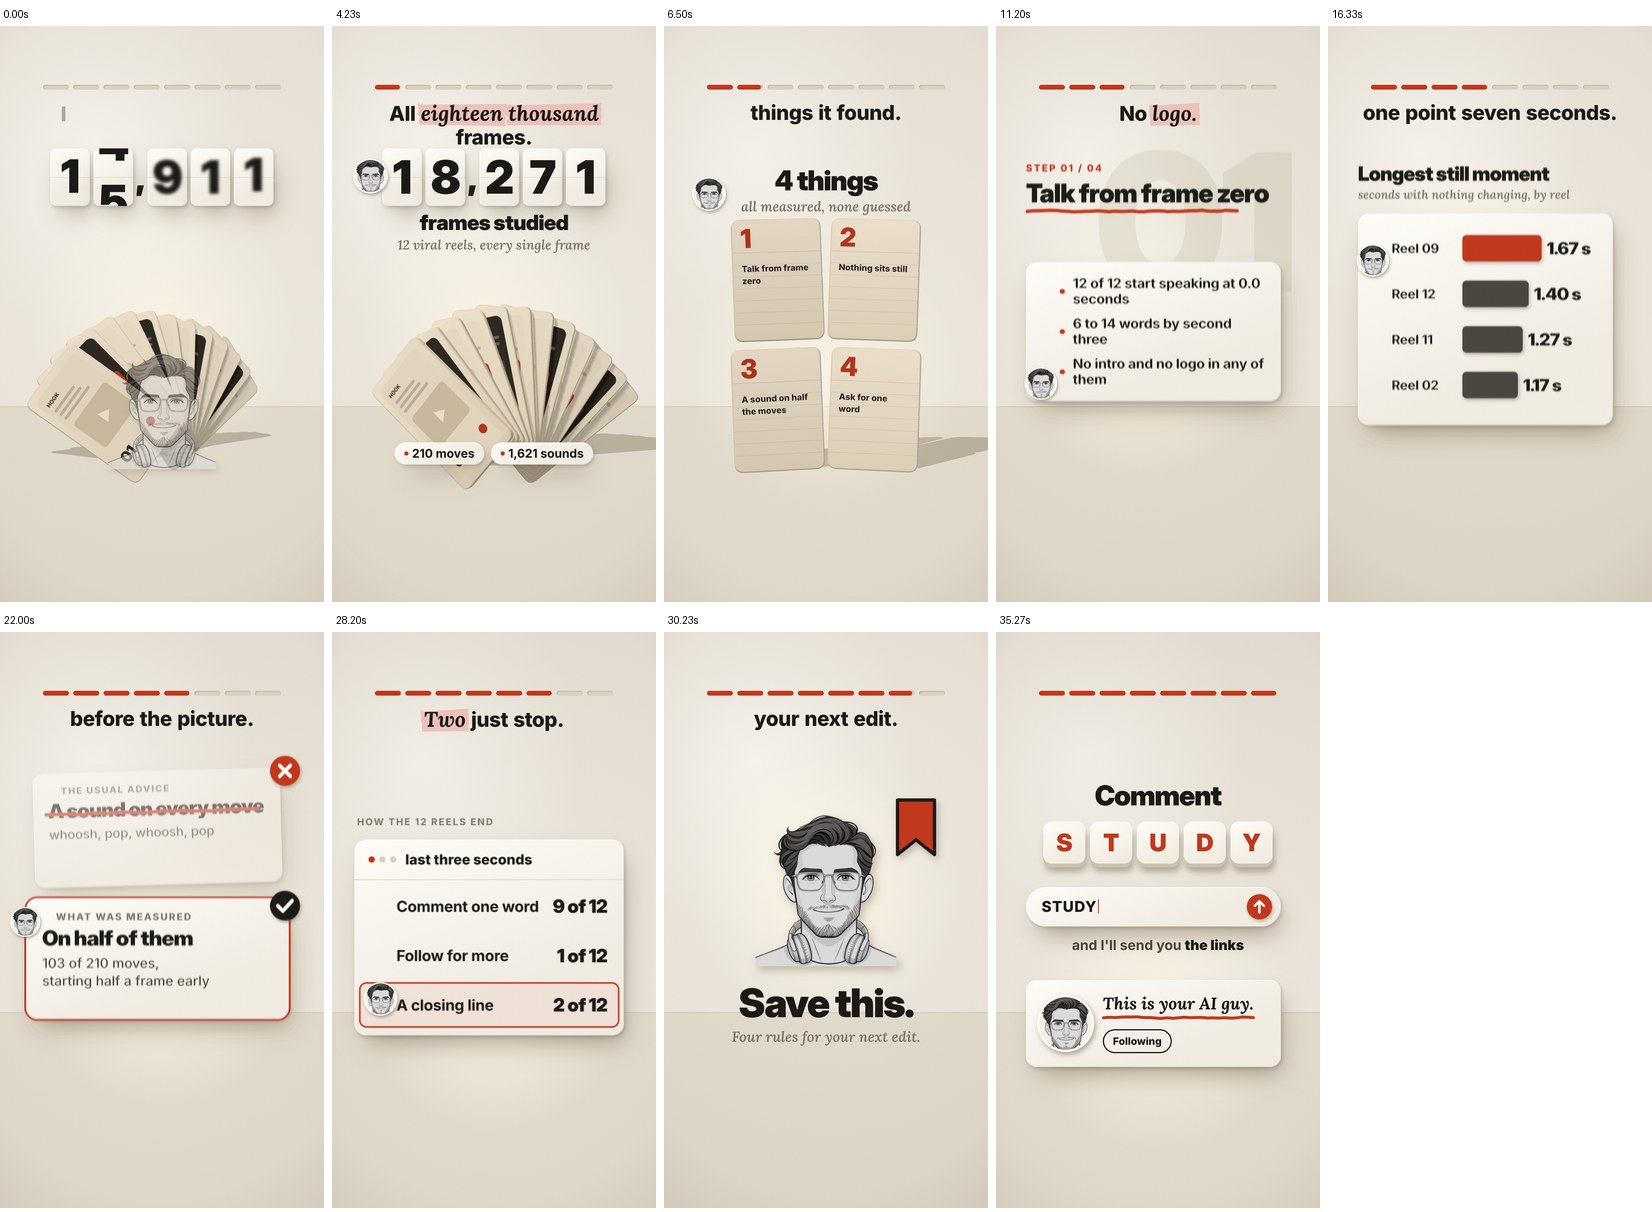 0.00s
15,911
HOOK
01
4.23s
All eighteen thousand
frames.
18,271
frames studied
12 viral reels, every single frame
HOOK
210 moves
1,621 sounds
6.50s
things it found.
4 things
all measured, none guessed
1
Talk from frame
zero
2
Nothing sits still
3
A sound on half
the moves
4
Ask for one
word
11.20s
No logo.
01
STEP 01 / 04
Talk from frame zero
12 of 12 start speaking at 0.0
seconds
6 to 14 words by second
three
No intro and no logo in any of
them
16.33s
one point seven seconds.
Longest still moment
seconds with nothing changing, by reel
Reel 09 1.67 s
Reel 12 1.40 s
Reel 11 1.27 s
Reel 02 1.17 s
22.00s
before the picture.
THE USUAL ADVICE
A sound on every move
whoosh, pop, whoosh, pop
WHAT WAS MEASURED
On half of them
103 of 210 moves,
starting half a frame early
28.20s
Two just stop.
HOW THE 12 REELS END
last three seconds
Comment one word 9 of 12
Follow for more 1 of 12
A closing line 2 of 12
30.23s
your next edit.
Save this.
Four rules for your next edit.
35.27s
Comment
STUDY
STUDY
and I'll send you the links
This is your AI guy.
Following